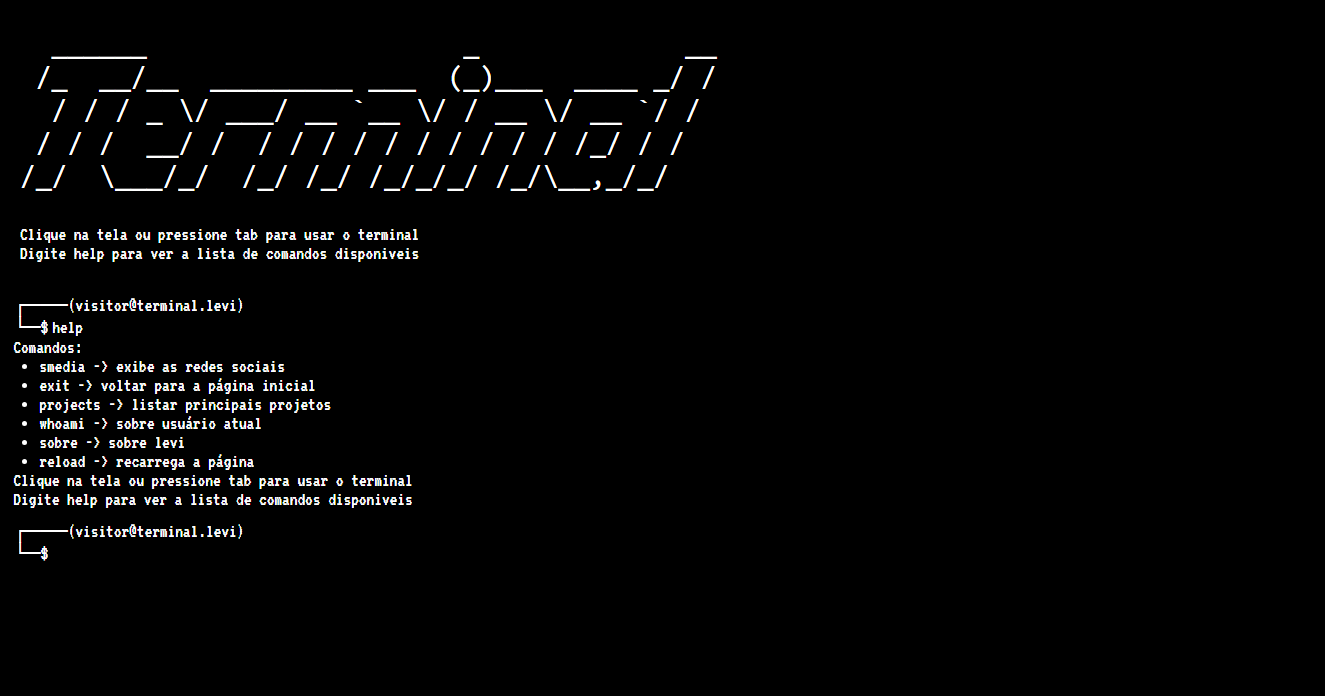 Terminal
Clique na tela ou pressione tab para usar o terminal
Digite help para ver a lista de comandos disponiveis
┌─────(visitor@terminal.levi)
└──$ help
Comandos:
• smedia -> exibe as redes sociais
• exit -> voltar para a página inicial
• projects -> listar principais projetos
• whoami -> sobre usuário atual
• sobre -> sobre levi
• reload -> recarrega a página
Clique na tela ou pressione tab para usar o terminal
Digite help para ver a lista de comandos disponiveis
┌─────(visitor@terminal.levi)
└──$